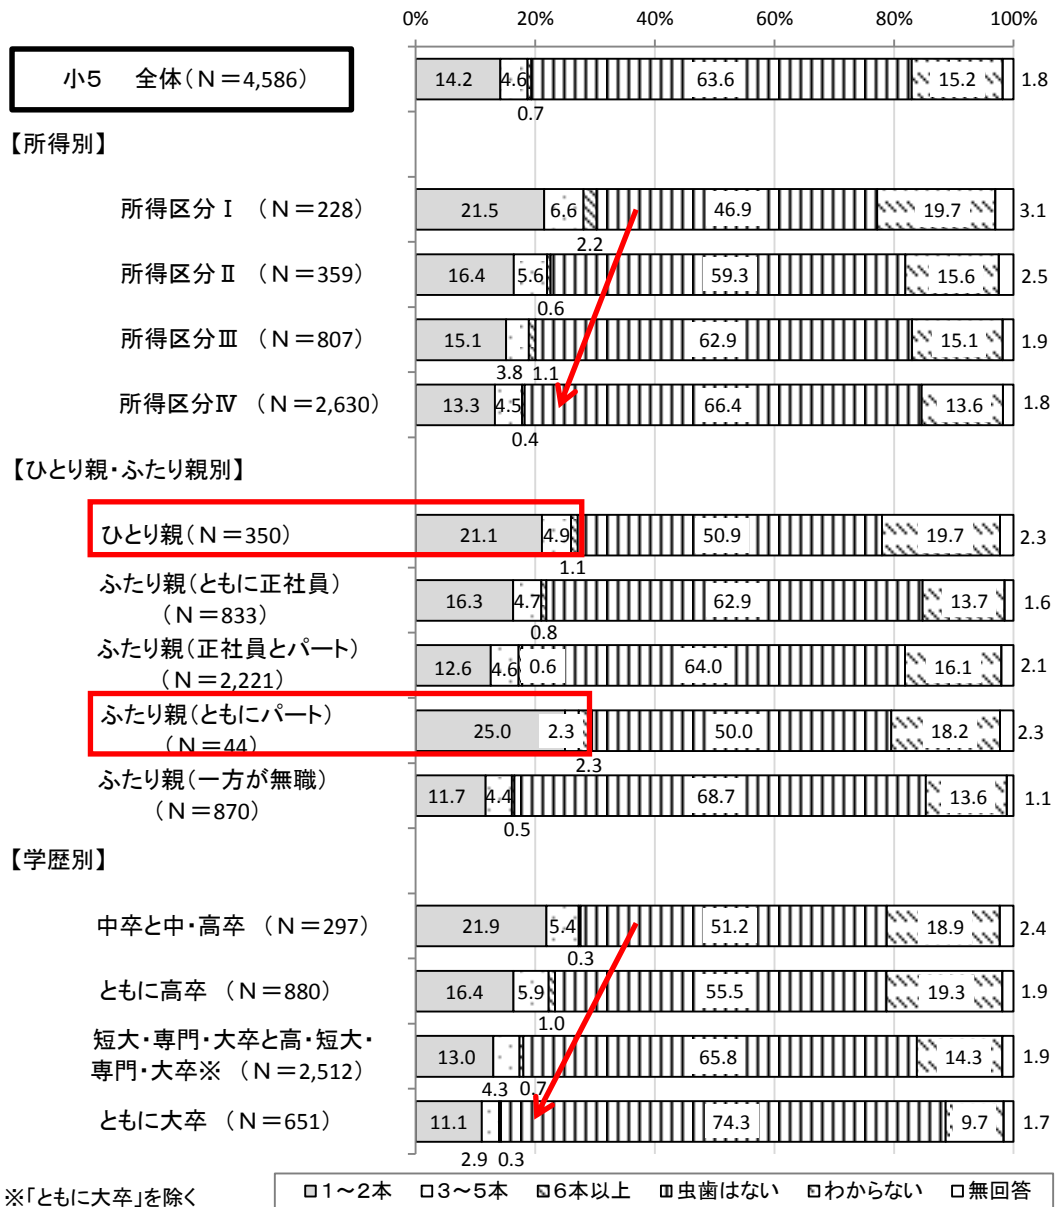 0% 20% 40% 60% 80% 100%
小5 全体(N=4,586) 14.2 4.6 63.6 15.2 1.8
0.7
【所得別】
所得区分Ⅰ (N=228) 21.5 6.6 46.9 19.7 3.1
2.2
所得区分Ⅱ (N=359) 16.4 5.6 59.3 15.6 2.5
0.6
所得区分Ⅲ (N=807) 15.1 62.9 15.1 1.9
3.8 1.1
所得区分Ⅳ (N=2,630) 13.3 4.5 66.4 13.6 1.8
0.4
【ひとり親・ふたり親別】
ひとり親(N=350) 21.1 4.9 50.9 19.7 2.3
1.1
ふたり親(ともに正社員)
(N=833) 16.3 4.7 62.9 13.7 1.6
0.8
ふたり親(正社員とパート)
(N=2,221) 12.6 4.6 0.6 64.0 16.1 2.1
ふたり親(ともにパート)
(N=44) 25.0 2.3 50.0 18.2 2.3
2.3
ふたり親(一方が無職)
(N=870) 11.7 4.4 68.7 13.6 1.1
0.5
【学歴別】
中卒と中・高卒 (N=297) 21.9 5.4 51.2 18.9 2.4
0.3
ともに高卒 (N=880) 16.4 5.9 55.5 19.3 1.9
1.0
短大・専門・大卒と高・短大・
専門・大卒※ (N=2,512) 13.0 65.8 14.3 1.9
4.3 0.7
ともに大卒 (N=651) 11.1 74.3 9.7 1.7
2.9 0.3
※「ともに大卒」を除く
1~2本 3~5本 6本以上 虫歯はない わからない 無回答